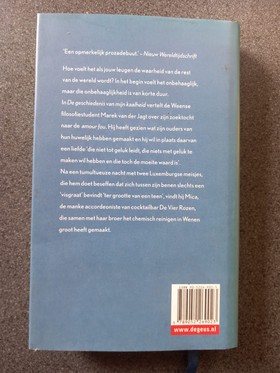 'Een opmerkelijk prozadebuut.' – Nieuw Wereldtijdschrift
Hoe voelt het als jouw leugen de waarheid van de rest
van de wereld wordt? In het begin voelt het onbehaaglijk,
maar die onbehaaglijkheid is van korte duur.
In De geschiedenis van mijn kaalheid vertelt de Weense
filosofiestudent Marek van der Jagt over zijn zoektocht
naar de amour fou. Hij heeft gezien wat zijn ouders van
hun huwelijk hebben gemaakt en hij wil in plaats daar van
een liefde 'die niet tot geluk leidt, die niets met geluk te
maken wil hebben en die toch de moeite waard is'.
Na een tumultueuze nacht met twee Luxemburgse meisjes,
die hem doet beseffen dat zich tussen zijn benen slechts een
'visgraat' bevindt 'ter grootte van een teen', vindt hij Mica,
de manke accordeoniste van cocktailbar De Vier Rozen,
die samen met haar broer het chemisch reinigen in Wenen
groot heeft gemaakt.
www.degeus.nl